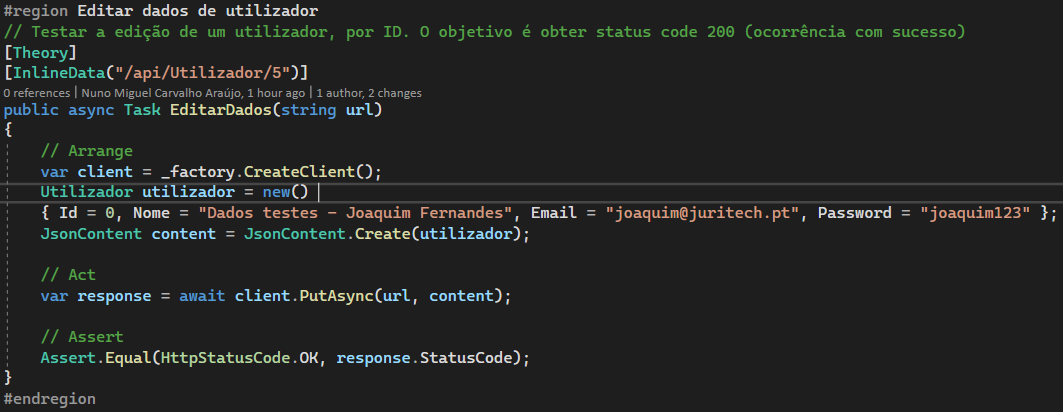 #region Editar dados de utilizador
// Testar a edição de um utilizador, por ID. O objetivo é obter status code 200 (ocorrência com sucesso)
[Theory]
[InlineData("/api/Utilizador/5")]
0 references | Nuno Miguel Carvalho Araújo, 1 hour ago | 1 author, 2 changes
public async Task EditarDados(string url)
{
    // Arrange
    var client = _factory.CreateClient();
    Utilizador utilizador = new()
    { Id = 0, Nome = "Dados testes - Joaquim Fernandes", Email = "joaquim@juritech.pt", Password = "joaquim123" };
    JsonContent content = JsonContent.Create(utilizador);

    // Act
    var response = await client.PutAsync(url, content);

    // Assert
    Assert.Equal(HttpStatusCode.OK, response.StatusCode);
}
#endregion